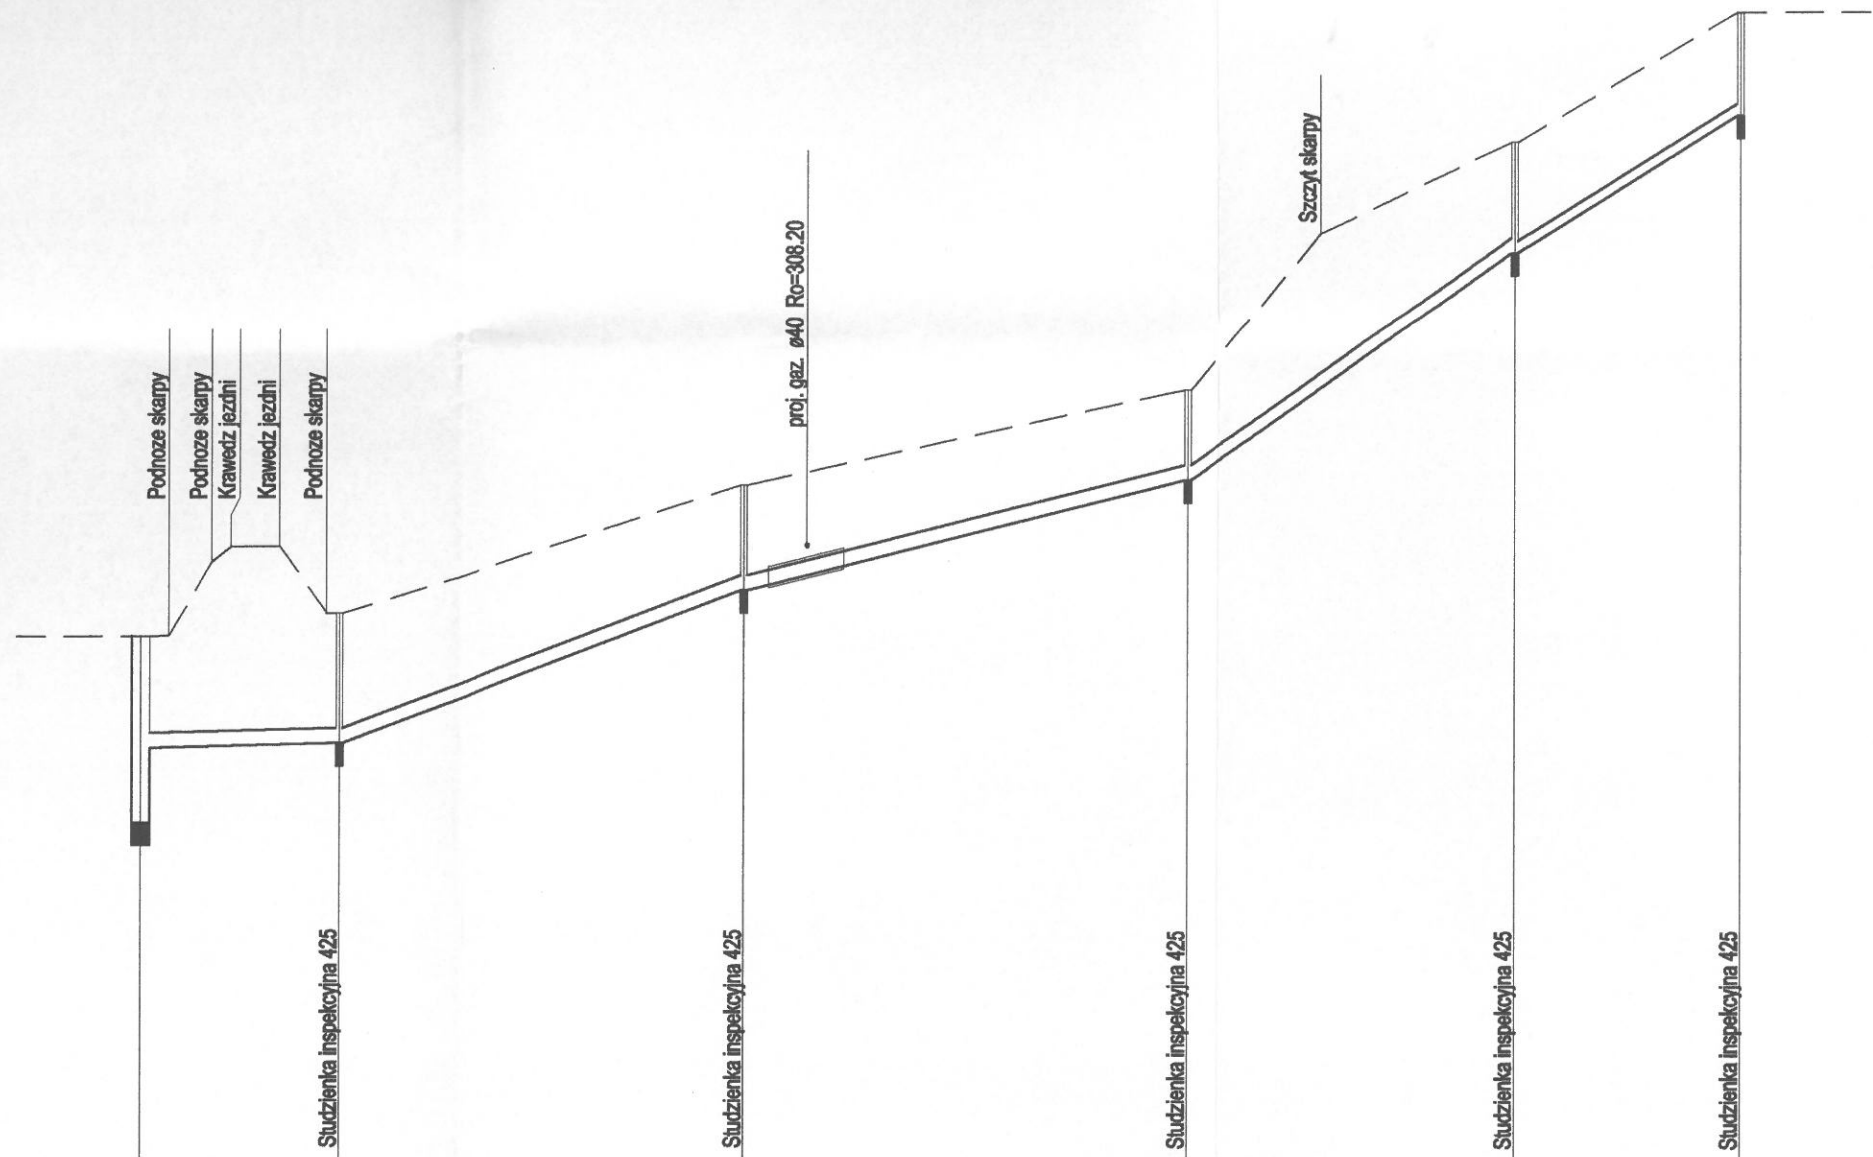 Podnoze skarpy
Podnoze skarpy
Krawedz jezdni
Krawedz jezdni
Podnoze skarpy
proj. gaz. ø40 Ro=308.20
Szczyt skarpy
Studzienka inspekcyjna 425
Studzienka inspekcyjna 425
Studzienka inspekcyjna 425
Studzienka inspekcyjna 425
Studzienka inspekcyjna 425